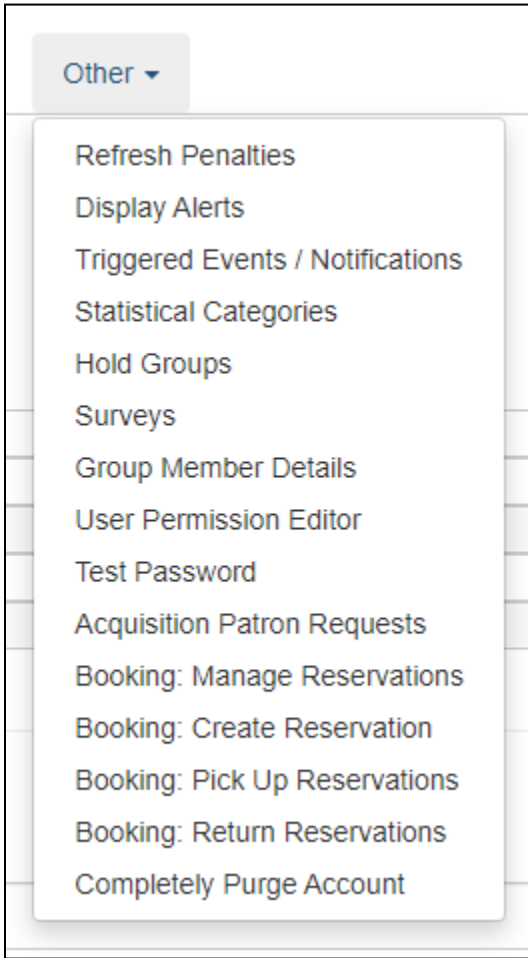 Other
Refresh Penalties
Display Alerts
Triggered Events / Notifications
Statistical Categories
Hold Groups
Surveys
Group Member Details
User Permission Editor
Test Password
Acquisition Patron Requests
Booking: Manage Reservations
Booking: Create Reservation
Booking: Pick Up Reservations
Booking: Return Reservations
Completely Purge Account